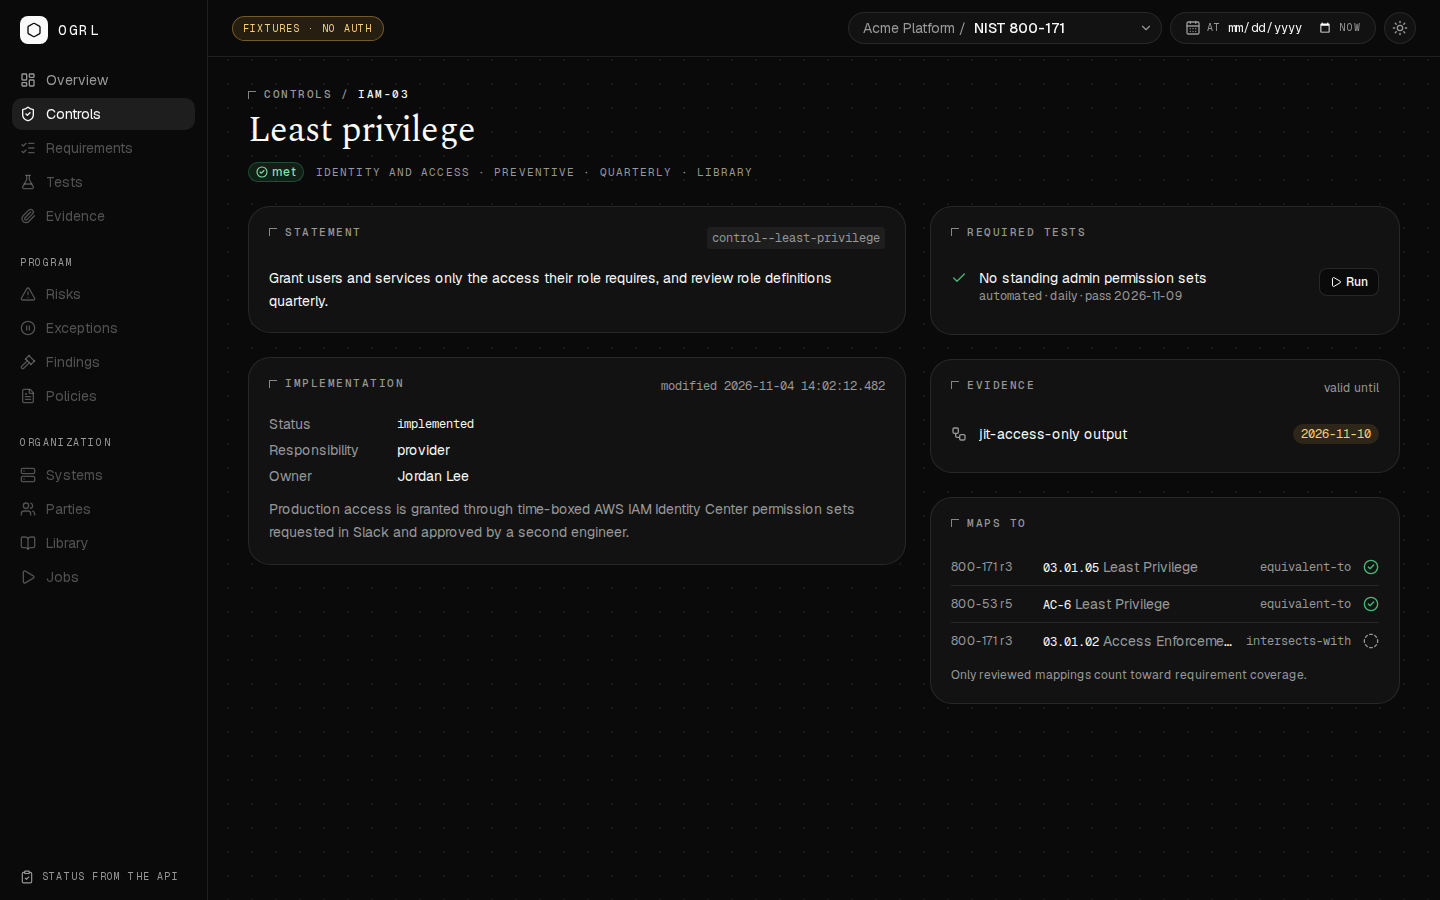 OGRL
FIXTURES · NO AUTH
Acme Platform / NIST 800-171
AT mm/dd/yyyy NOW
Overview
Controls
Requirements
Tests
Evidence
PROGRAM
Risks
Exceptions
Findings
Policies
ORGANIZATION
Systems
Parties
Library
Jobs
STATUS FROM THE API
CONTROLS / IAM-03
Least privilege
met IDENTITY AND ACCESS · PREVENTIVE · QUARTERLY · LIBRARY
STATEMENT
control--least-privilege
Grant users and services only the access their role requires, and review role definitions
quarterly.
IMPLEMENTATION
modified 2026-11-04 14:02:12.482
Status implemented
Responsibility provider
Owner Jordan Lee
Production access is granted through time-boxed AWS IAM Identity Center permission sets
requested in Slack and approved by a second engineer.
REQUIRED TESTS
No standing admin permission sets
automated · daily · pass 2026-11-09
Run
EVIDENCE
valid until
jit-access-only output 2026-11-10
MAPS TO
800-171 r3 03.01.05 Least Privilege equivalent-to
800-53 r5 AC-6 Least Privilege equivalent-to
800-171 r3 03.01.02 Access Enforceme… intersects-with
Only reviewed mappings count toward requirement coverage.